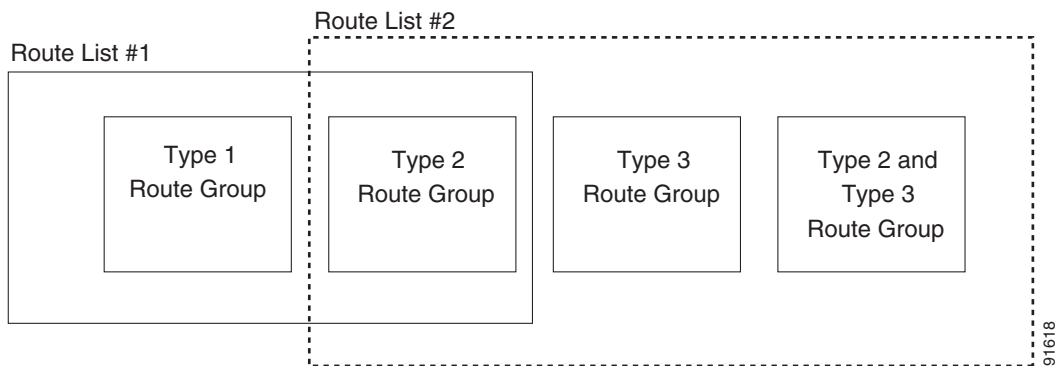 Route List #2
Route List #1
Type 1
Route Group
Type 2
Route Group
Type 3
Route Group
Type 2 and
Type 3
Route Group
91618